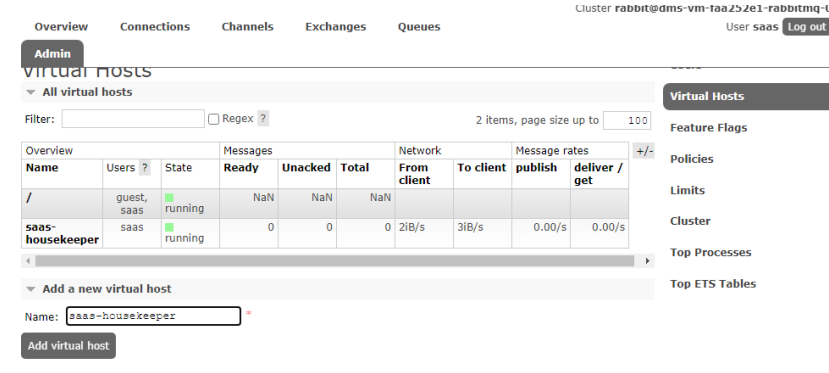 Cluster rabbit@dms-vm-faa252e1-rabbitmq-0
Overview Connections Channels Exchanges Queues
User saas Log out
Admin
Virtual Hosts
All virtual hosts
Filter: Regex ? 2 items, page size up to 100
Overview Messages Network Message rates +/-
Name Users ? State Ready Unacked Total From client To client publish deliver / get
/ guest, saas running NaN NaN NaN
saas-housekeeper saas running 0 0 0 2iB/s 3iB/s 0.00/s 0.00/s
Add a new virtual host
Name: saas-housekeeper *
Add virtual host
Virtual Hosts
Feature Flags
Policies
Limits
Cluster
Top Processes
Top ETS Tables